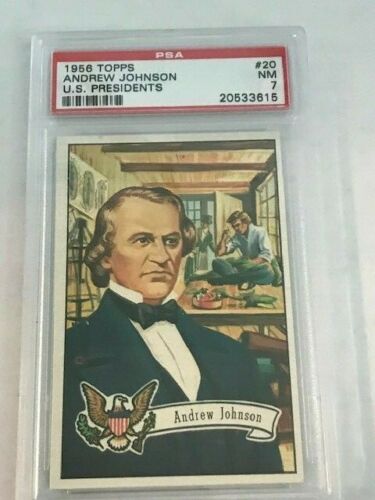 PSA
1956 TOPPS #20
ANDREW JOHNSON NM
U.S. PRESIDENTS 7
20533615
Andrew Johnson